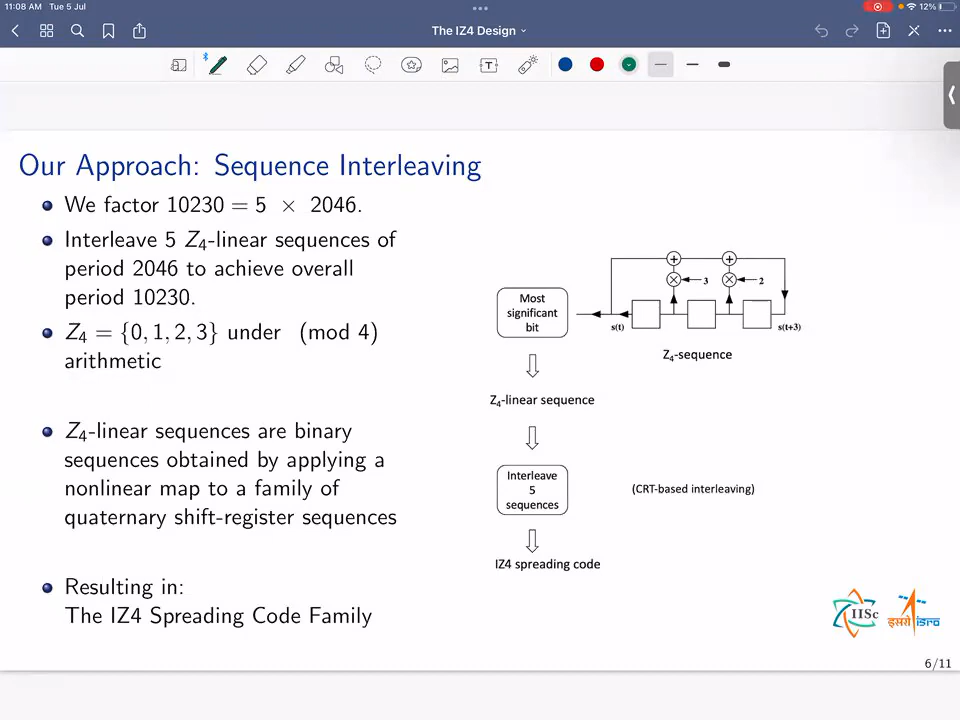 11:08 AM Tue 5 Jul
12%
The IZ4 Design
T
Our Approach: Sequence Interleaving
We factor 10230 = 5 × 2046.
Interleave 5 Z₄-linear sequences of
period 2046 to achieve overall
period 10230.
Z₄ = {0, 1, 2, 3} under (mod 4)
arithmetic
Z₄-linear sequences are binary
sequences obtained by applying a
nonlinear map to a family of
quaternary shift-register sequences
Resulting in:
The IZ4 Spreading Code Family
+ +
× 3 × 2
Most
significant
bit
s(t) s(t+3)
Z₄-sequence
Z₄-linear sequence
Interleave
5
sequences
(CRT-based interleaving)
IZ4 spreading code
IISc
इसरो isro
6/11